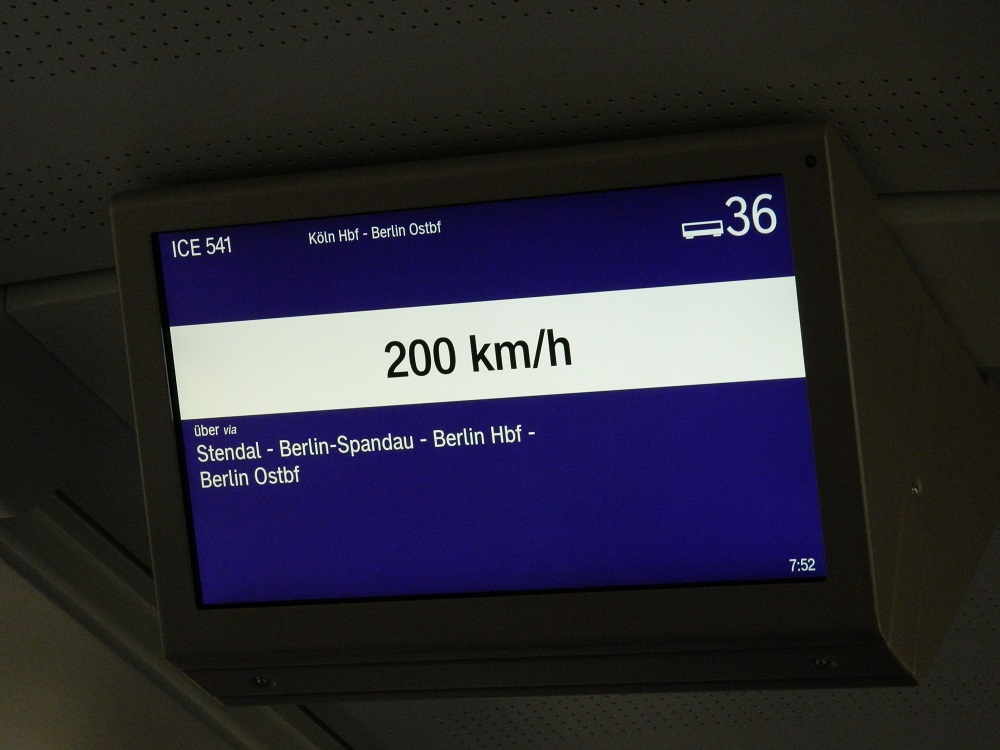 ICE 541
Köln Hbf - Berlin Ostbf
36
200 km/h
über via
Stendal - Berlin-Spandau - Berlin Hbf -
Berlin Ostbf
7:52